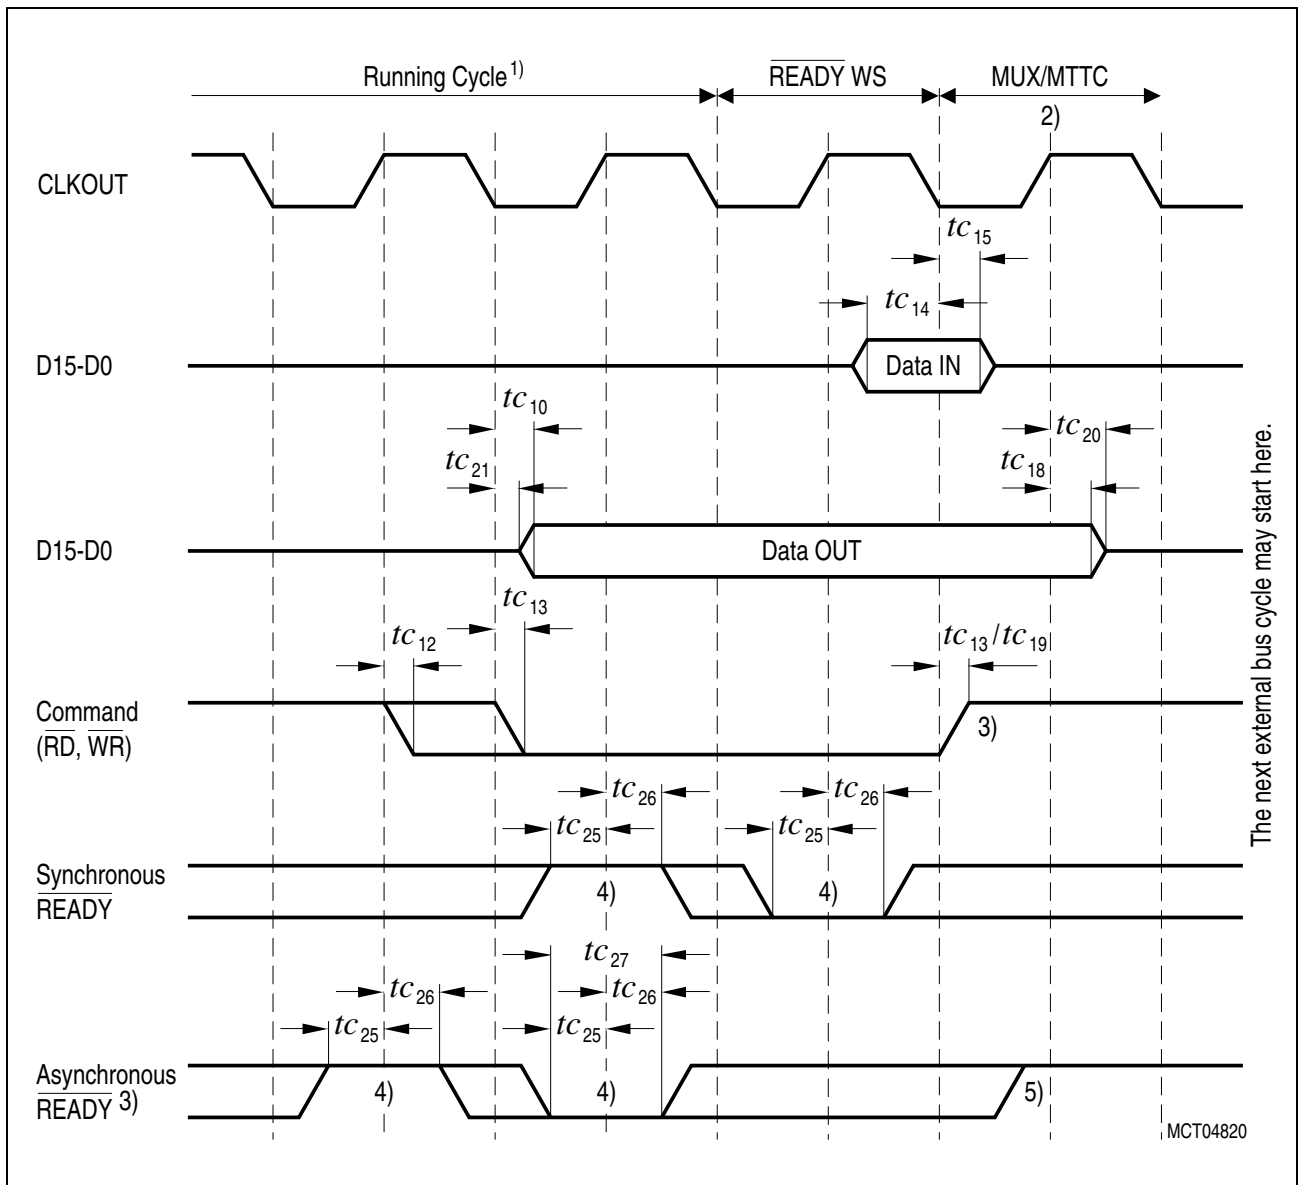 Running Cycle 1) READY WS MUX/MTTC
2)
CLKOUT
tc15
tc14
D15-D0 Data IN
tc10 tc20
tc21 tc18
D15-D0 Data OUT
tc13
tc12 tc13/tc19
Command
(RD, WR) 3)
tc26 tc26
tc25 tc25
Synchronous
READY 4) 4)
tc27
tc26 tc26
tc25 tc25
Asynchronous
READY 3) 4) 4) 5)
The next external bus cycle may start here.
MCT04820